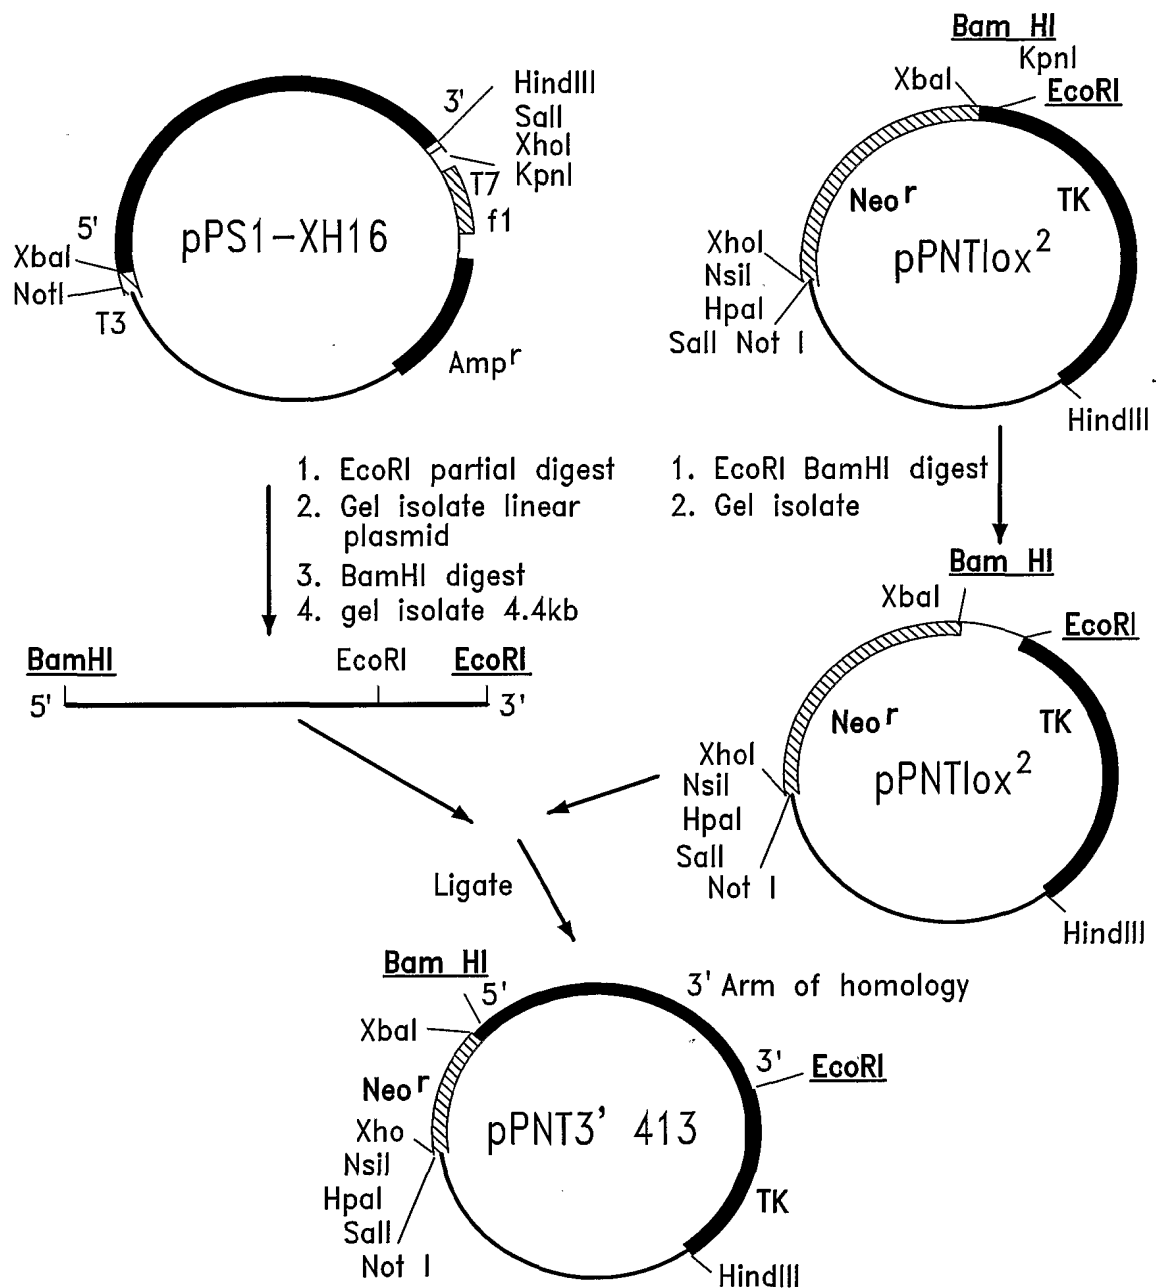 3'
HindIII
SalI
XhoI
KpnI
T7
f1
5'
pPS1-XH16
XbaI
NotI
T3
Amp^r
Bam HI
KpnI
XbaI
EcoRI
Neo^r
TK
pPNTlox^2
XhoI
NsiI
HpaI
SalI Not I
HindIII
1. EcoRI partial digest
2. Gel isolate linear
plasmid
3. BamHI digest
4. gel isolate 4.4kb
1. EcoRI BamHI digest
2. Gel isolate
BamHI
EcoRI
EcoRI
5'
3'
Bam HI
XbaI
EcoRI
Neo^r
TK
pPNTlox^2
XhoI
NsiI
HpaI
SalI
Not I
HindIII
Ligate
Bam HI
5'
3' Arm of homology
XbaI
3'
EcoRI
Neo^r
pPNT3' 413
Xho
NsiI
HpaI
SalI
Not I
TK
HindIII